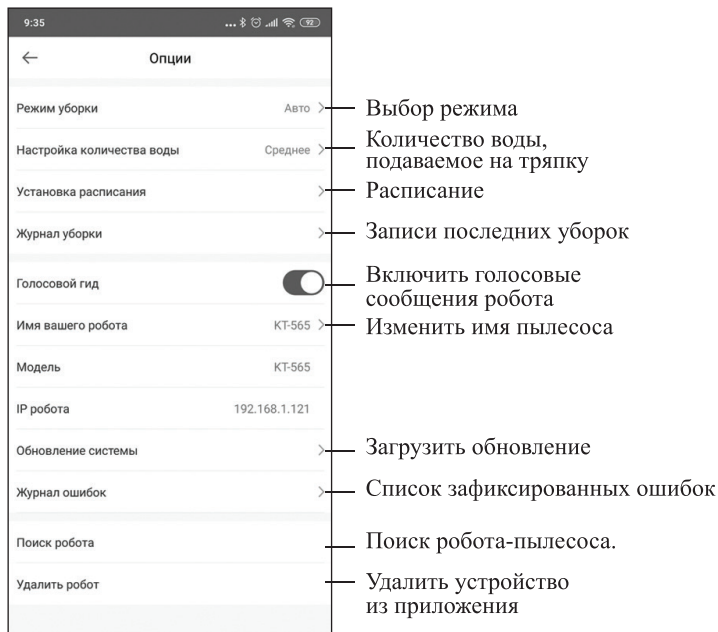 9:35
92
Опции
Режим уборки Авто Выбор режима
Настройка количества воды Среднее Количество воды,
подаваемое на тряпку
Установка расписания Расписание
Журнал уборки Записи последних уборок
Голосовой гид Включить голосовые
сообщения робота
Имя вашего робота KT-565 Изменить имя пылесоса
Модель KT-565
IP робота 192.168.1.121
Обновление системы Загрузить обновление
Журнал ошибок Список зафиксированных ошибок
Поиск робота Поиск робота-пылесоса.
Удалить робот Удалить устройство
из приложения